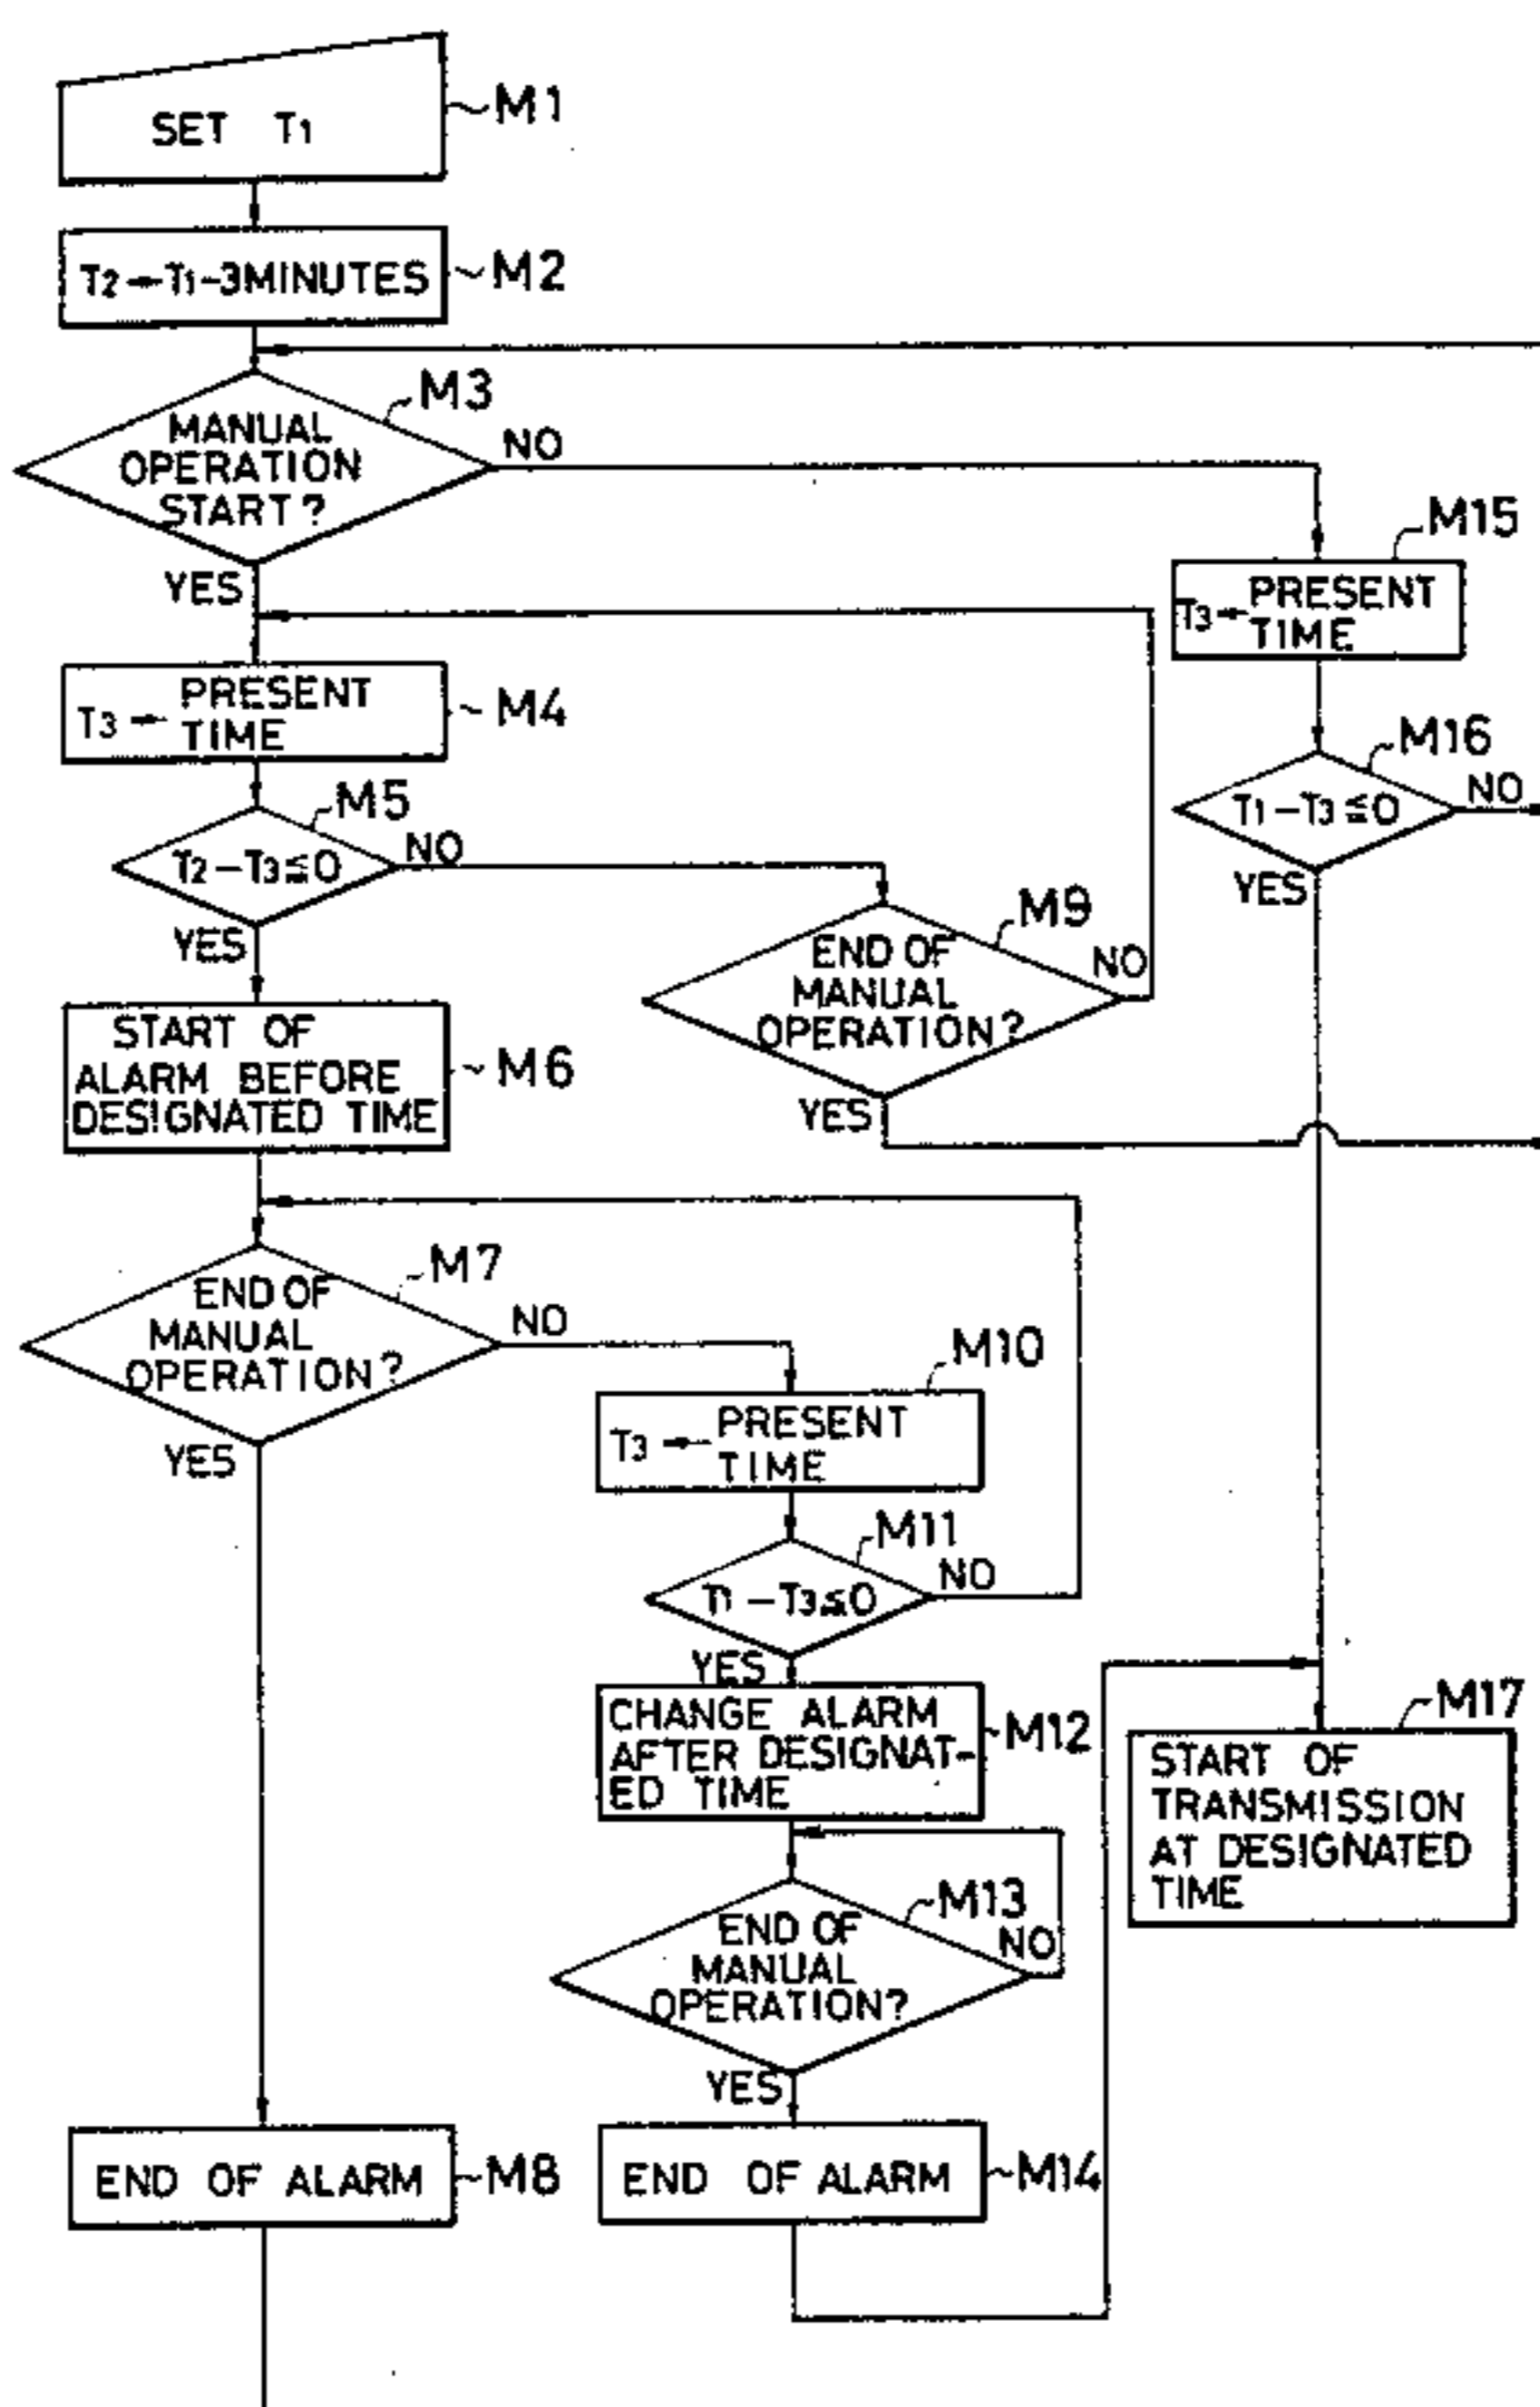 SET T1
M1
T2←T1-3MINUTES
M2
MANUAL
OPERATION
START?
M3
NO
YES
T3← PRESENT
TIME
M15
T3← PRESENT
TIME
M4
T1-T3≦0
M16
NO
YES
T2-T3≦0
M5
NO
YES
END OF
MANUAL
OPERATION?
M9
NO
YES
START OF
ALARM BEFORE
DESIGNATED TIME
M6
END OF
MANUAL
OPERATION?
M7
NO
YES
T3← PRESENT
TIME
M10
T1-T3≦0
M11
NO
YES
CHANGE ALARM
AFTER DESIGNAT-
ED TIME
M12
START OF
TRANSMISSION
AT DESIGNATED
TIME
M17
END OF
MANUAL
OPERATION?
M13
NO
YES
END OF ALARM
M8
END OF ALARM
M14